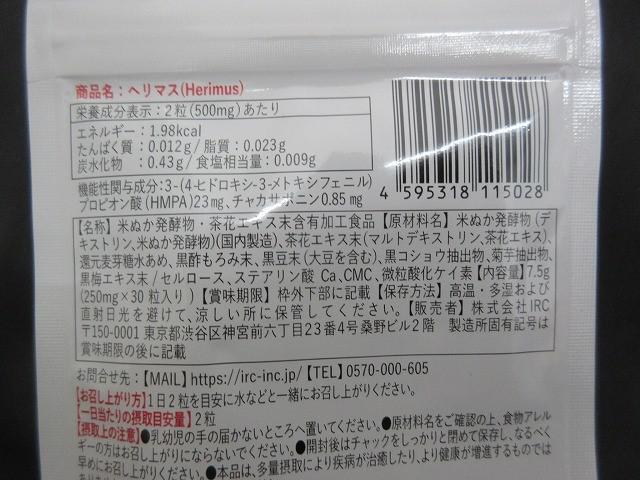 商品名：ヘリマス(Herimus)
栄養成分表示：2粒(500mg)あたり
エネルギー：1.98kcal
たんぱく質：0.012g/脂質：0.023g
炭水化物：0.43g/食塩相当量：0.009g
機能性関与成分:3-(4-ヒドロキシ-3-メトキシフェニル)
プロピオン酸(HMPA)23mg、チャカサポニン0.85mg
4 595318 115028
【名称】米ぬか発酵物・茶花エキス末含有加工食品【原材料名】米ぬか発酵物(デ
キストリン、米ぬか発酵物)(国内製造)、茶花エキス末(マルトデキストリン、茶花エキス)、
還元麦芽糖水あめ、黒酢もろみ末、黒豆末(大豆を含む)、黒コショウ抽出物、菊芋抽出物、
黒梅エキス末/セルロース、ステアリン酸Ca、CMC、微粒酸化ケイ素【内容量】7.5g
(250mg×30粒入り)【賞味期限】枠外下部に記載【保存方法】高温・多湿および
直射日光を避けて、涼しい所に保管してください。【販売者】株式会社IRC
〒150-0001 東京都渋谷区神宮前六丁目23番4号桑野ビル2階 製造所固有記号は
賞味期限の後に記載
お問合せ先：【MAIL】https://irc-inc.jp/【TEL】0570-000-605
【お召し上がり方】1日2粒を目安に水などと一緒にお召し上がりください。
【一日当たりの摂取目安量】2粒
【摂取上の注意】●乳幼児の手の届かないところへ置いてください。●原材料名をご確認の上、食物アレル
ギーの方はお召し上がりにならないでください。●開封後はチャックをしっかりと閉めて保存し、なるべく
早めにお召し上がりください。●本品は、多量摂取により疾病が治癒したり、より健康が増進するものでは